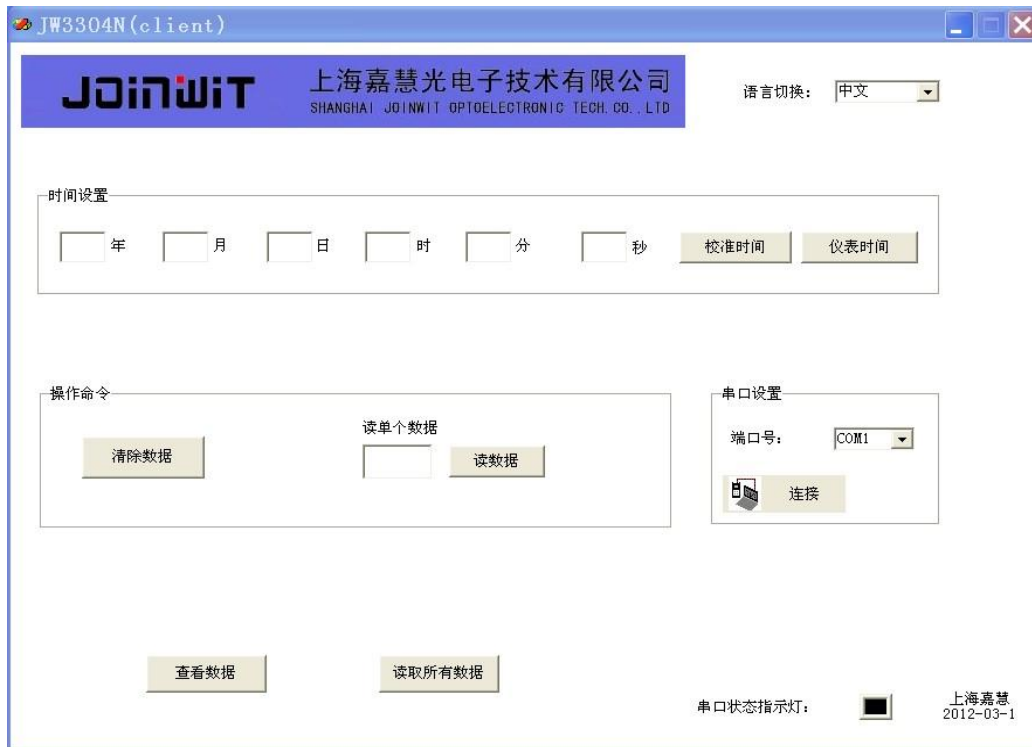 JW3304N(client)
JOINWIT
上海嘉慧光电子技术有限公司
SHANGHAI JOINWIT OPTOELECTRONIC TECH. CO., LTD
语言切换： 中文
时间设置
年 月 日 时 分 秒 校准时间 仪表时间
操作命令
清除数据
读单个数据
读数据
串口设置
端口号： COM1
连接
查看数据 读取所有数据
串口状态指示灯：
上海嘉慧
2012-03-1